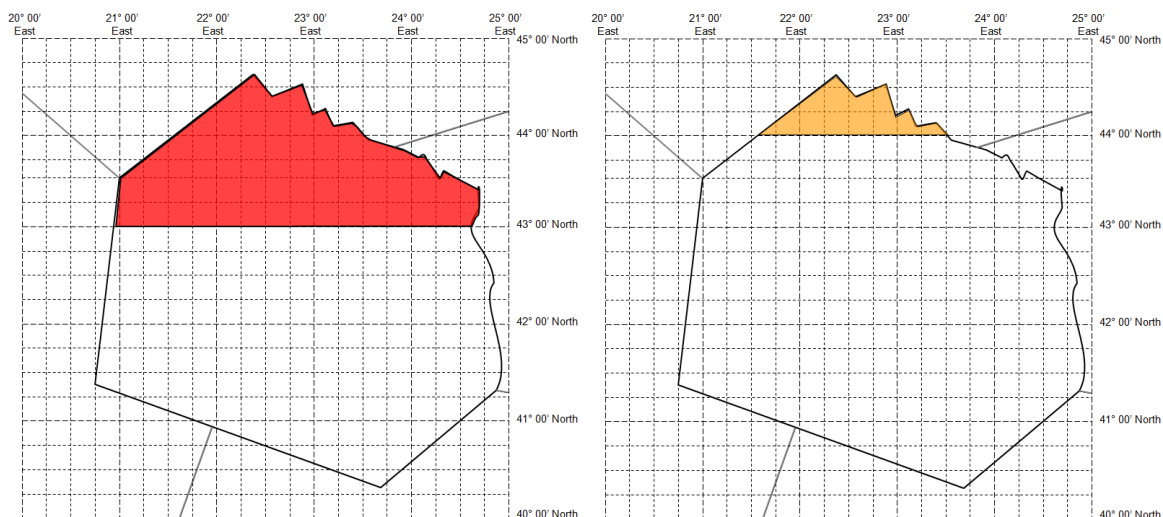 20° 00' East
21° 00' East
22° 00' East
23° 00' East
24° 00' East
25° 00' East
45° 00' North
44° 00' North
43° 00' North
42° 00' North
41° 00' North
40° 00' North
20° 00' East
21° 00' East
22° 00' East
23° 00' East
24° 00' East
25° 00' East
45° 00' North
44° 00' North
43° 00' North
42° 00' North
41° 00' North
40° 00' North